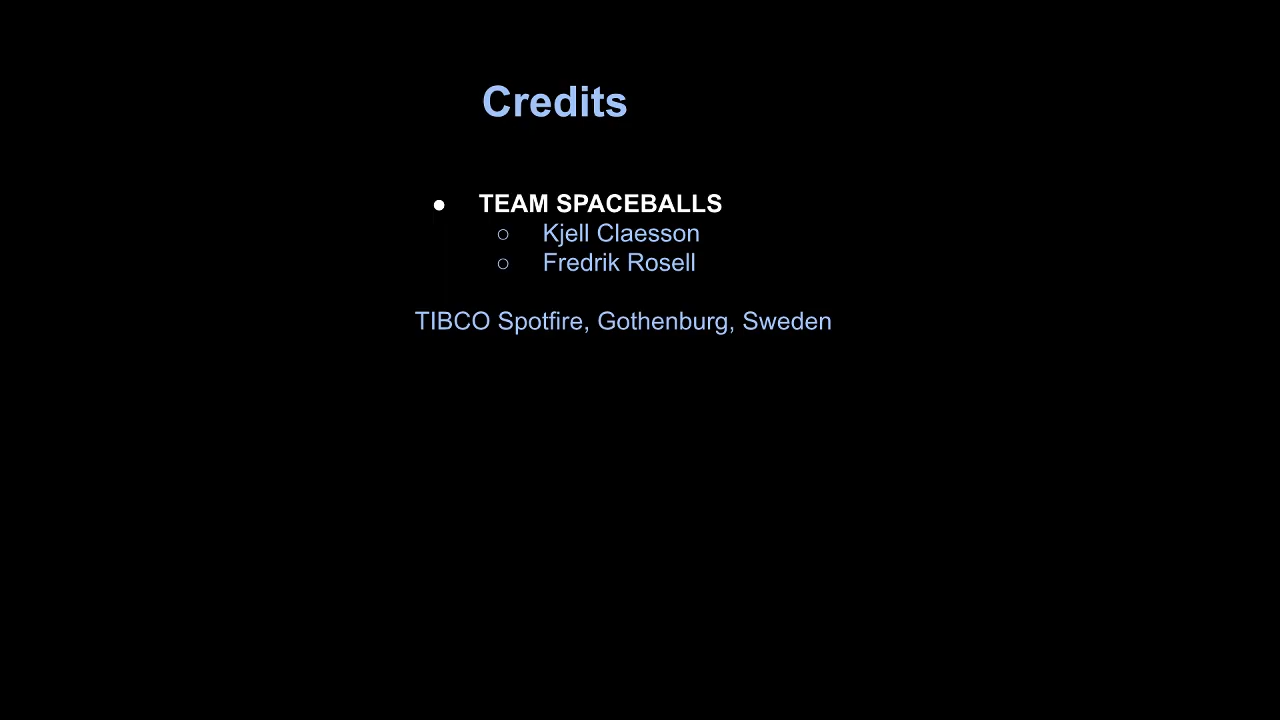 Credits
● TEAM SPACEBALLS
○ Kjell Claesson
○ Fredrik Rosell
TIBCO Spotfire, Gothenburg, Sweden